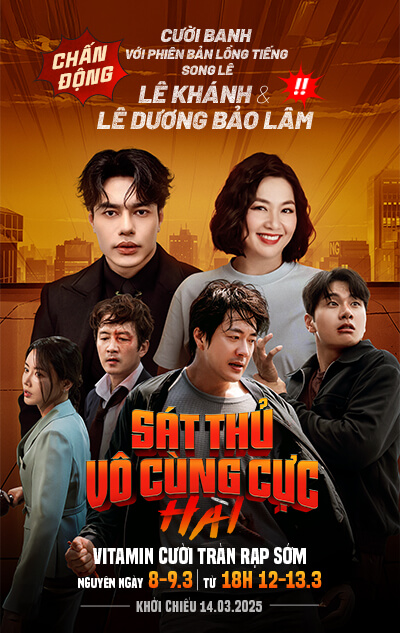 CHẤN
ĐỘNG
CƯỜI BANH
VỚI PHIÊN BẢN LỒNG TIẾNG
SONG LÊ
LÊ KHÁNH &
!!
LÊ DƯƠNG BẢO LÂM
NG
SÁT THỦ
VÔ CÙNG CỰC
HÀI
VITAMIN CƯỜI TRÀN RẠP SỚM
NGUYÊN NGÀY 8-9.3 | TỪ 18H 12-13.3
KHỞI CHIẾU 14.03.2025